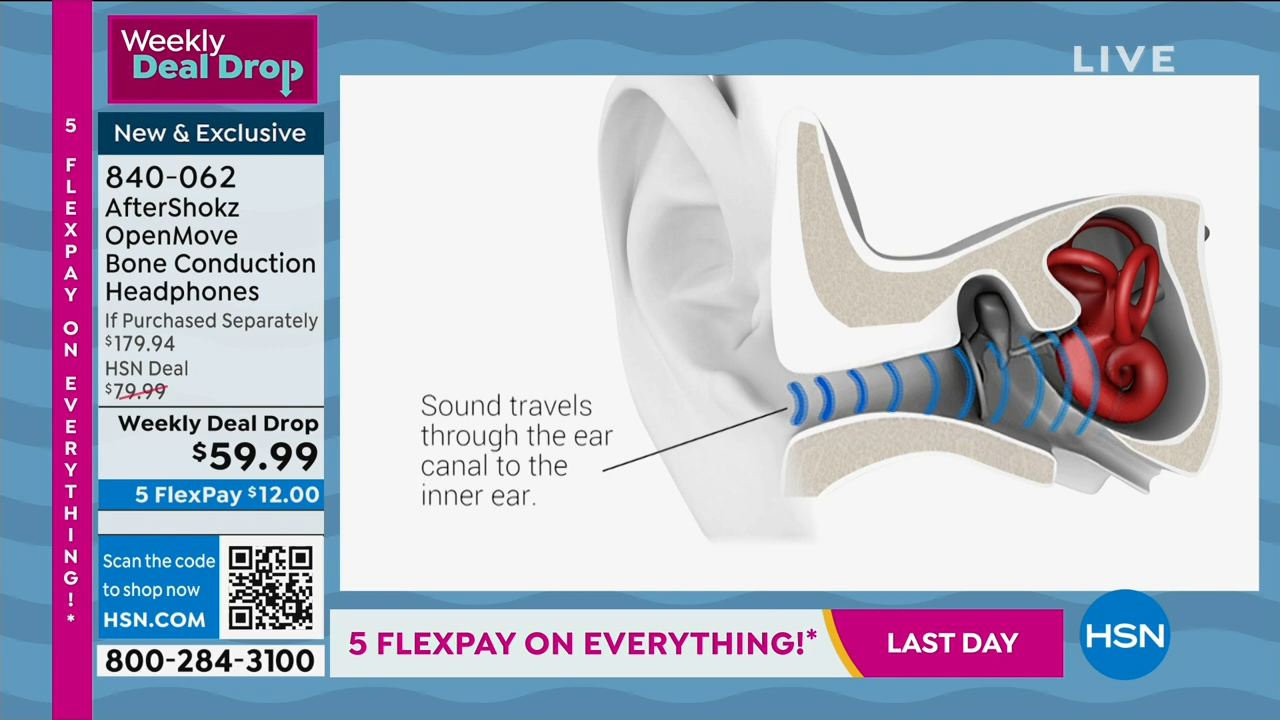 Weekly
Deal Drop
LIVE
5 FLEXPAY ON EVERYTHING!*
New & Exclusive
840-062
AfterShokz
OpenMove
Bone Conduction
Headphones
If Purchased Separately
$179.94
HSN Deal
$79.99
Weekly Deal Drop
$59.99
5 FlexPay $12.00
Scan the code
to shop now
HSN.COM
800-284-3100
Sound travels
through the ear
canal to the
inner ear.
5 FLEXPAY ON EVERYTHING!*
LAST DAY
HSN